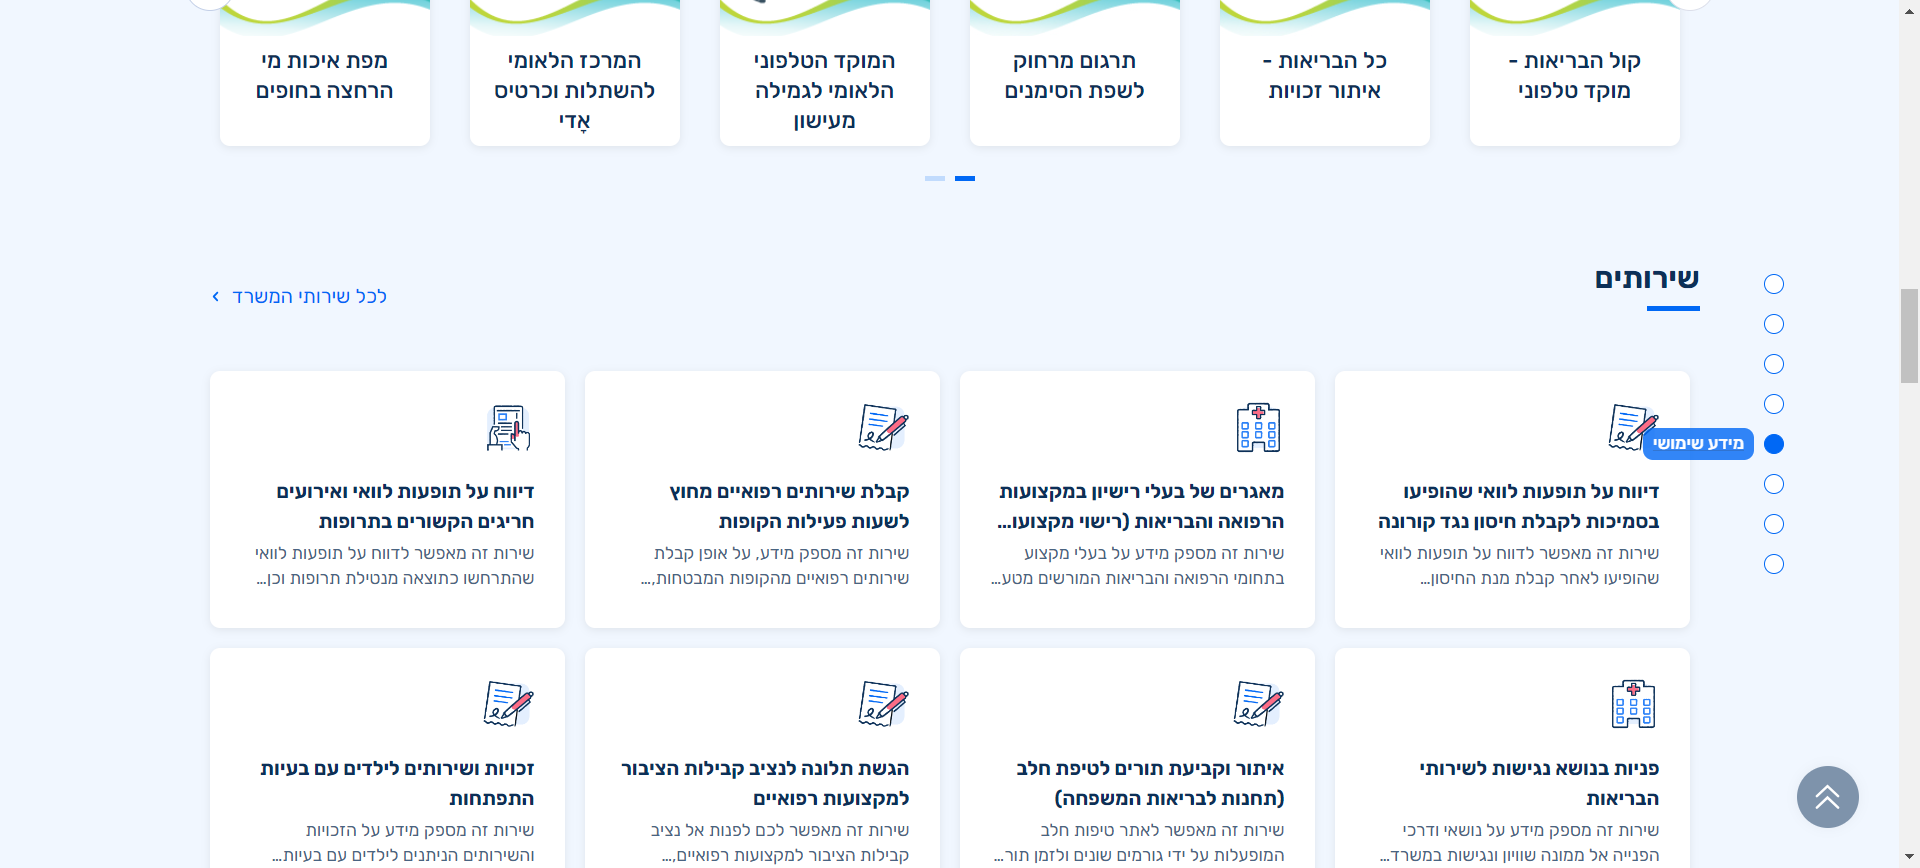 קול הבריאות -
מוקד טלפוני
כל הבריאות -
איתור זכויות
תרגום מרחוק
לשפת הסימנים
המוקד הטלפוני
הלאומי לגמילה
מעישון
המרכז הלאומי
להשתלות וכרטיס
אָדי
מפת איכות מי
הרחצה בחופים
שירותים
לכל שירותי המשרד
מידע שימושי
דיווח על תופעות לוואי שהופיעו
בסמיכות לקבלת חיסון נגד קורונה
שירות זה מאפשר לדווח על תופעות לוואי
שהופיעו לאחר קבלת מנת החיסון...
מאגרים של בעלי רישיון במקצועות
הרפואה והבריאות (רישוי מקצועו...
שירות זה מספק מידע על בעלי מקצוע
בתחומי הרפואה והבריאות המורשים מטע...
קבלת שירותים רפואיים מחוץ
לשעות פעילות הקופות
שירות זה מספק מידע, על אופן קבלת
שירותים רפואיים מהקופות המבטחות,...
דיווח על תופעות לוואי ואירועים
חריגים הקשורים בתרופות
שירות זה מאפשר לדווח על תופעות לוואי
שהתרחשו כתוצאה מנטילת תרופות וכן...
פניות בנושא נגישות לשירותי
הבריאות
שירות זה מספק מידע על נושאי ודרכי
הפנייה אל ממונה שוויון ונגישות במשרד...
איתור וקביעת תורים לטיפת חלב
(תחנות לבריאות המשפחה)
שירות זה מאפשר לאתר טיפות חלב
המופעלות על ידי גורמים שונים ולזמן תור...
הגשת תלונה לנציב קבילות הציבור
למקצועות רפואיים
שירות זה מאפשר לכם לפנות אל נציב
קבילות הציבור למקצועות רפואיים,...
זכויות ושירותים לילדים עם בעיות
התפתחות
שירות זה מספק מידע על הזכויות
והשירותים הניתנים לילדים עם בעיות...